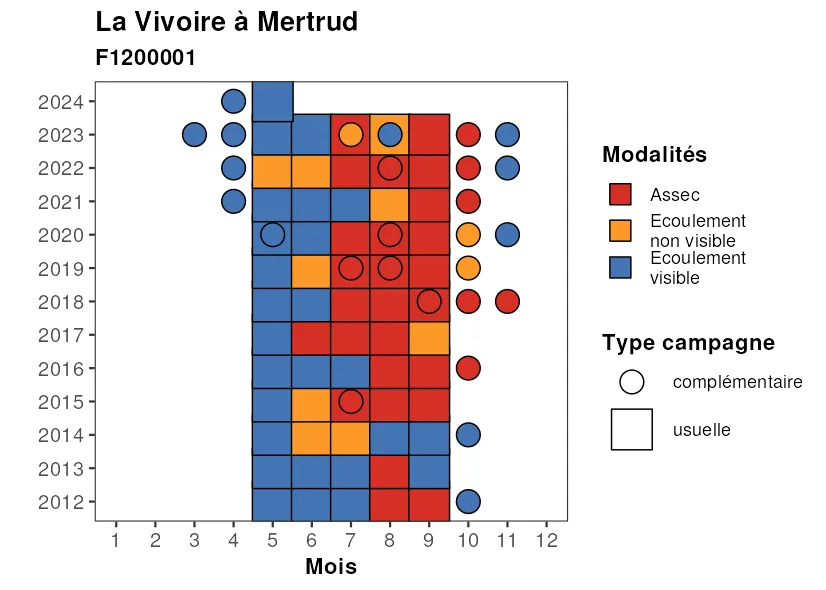 La Vivoire à Mertrud
F1200001
2024
2023
2022
2021
2020
2019
2018
2017
2016
2015
2014
2013
2012
1 2 3 4 5 6 7 8 9 10 11 12
Mois
Modalités
Assec
Ecoulement
non visible
Ecoulement
visible
Type campagne
complémentaire
usuelle